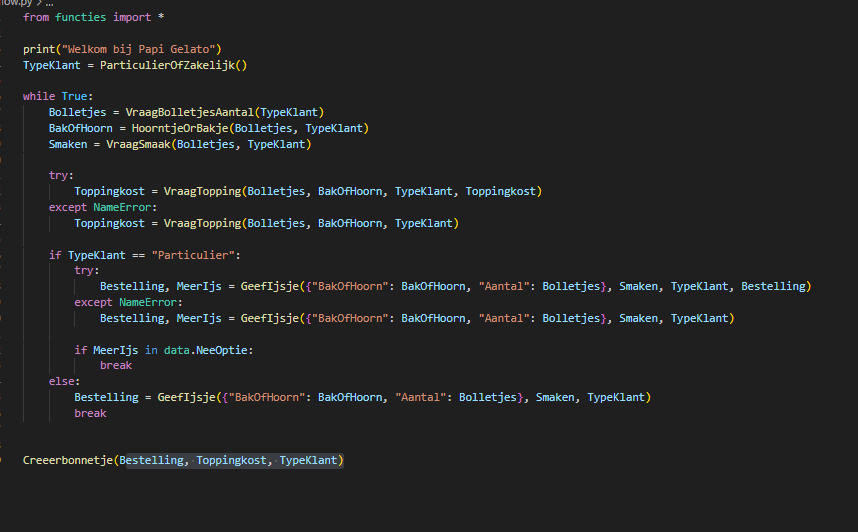 now.py > ...
from functies import *
print("Welkom bij Papi Gelato")
TypeKlant = ParticulierOfZakelijk()
while True:
    Bolletjes = VraagBolletjesAantal(TypeKlant)
    BakOfHoorn = HoorntjeOrBakje(Bolletjes, TypeKlant)
    Smaken = VraagSmaak(Bolletjes, TypeKlant)
    try:
        Toppingkost = VraagTopping(Bolletjes, BakOfHoorn, TypeKlant, Toppingkost)
    except NameError:
        Toppingkost = VraagTopping(Bolletjes, BakOfHoorn, TypeKlant)
    if TypeKlant == "Particulier":
        try:
            Bestelling, MeerIjs = GeefIjsje({"BakOfHoorn": BakOfHoorn, "Aantal": Bolletjes}, Smaken, TypeKlant, Bestelling)
        except NameError:
            Bestelling, MeerIjs = GeefIjsje({"BakOfHoorn": BakOfHoorn, "Aantal": Bolletjes}, Smaken, TypeKlant)
        if MeerIjs in data.NeeOptie:
            break
    else:
        Bestelling = GeefIjsje({"BakOfHoorn": BakOfHoorn, "Aantal": Bolletjes}, Smaken, TypeKlant)
        break
Creeerbonnetje(Bestelling, Toppingkost, TypeKlant)